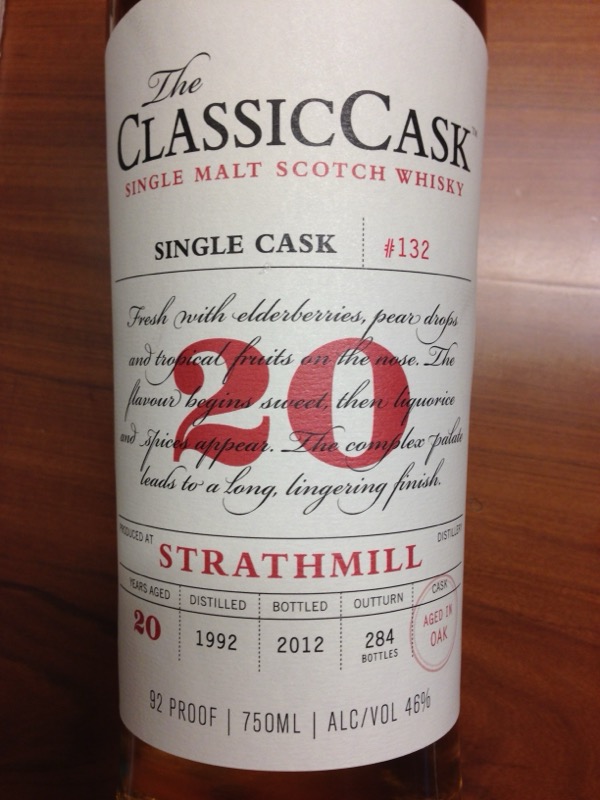 The
CLASSICCASK™
SINGLE MALT SCOTCH WHISKY
SINGLE CASK #132
20
Fresh with elderberries, pear drops
and tropical fruits on the nose. The
flavour begins sweet, then liquorice
and spices appear. The complex palate
leads to a long, lingering finish.
PRODUCED AT STRATHMILL DISTILLERY
YEARS AGED DISTILLED BOTTLED OUTTURN CASK
20 1992 2012 284 AGED IN
BOTTLES OAK
92 PROOF | 750ML | ALC/VOL 46%